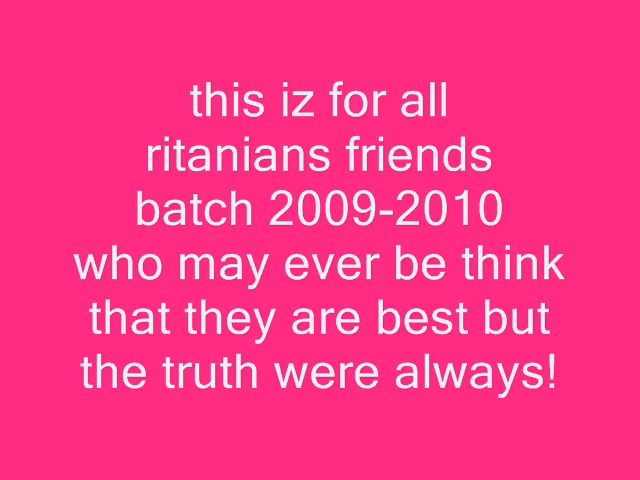 this iz for all
ritanians friends
batch 2009-2010
who may ever be think
that they are best but
the truth were always!